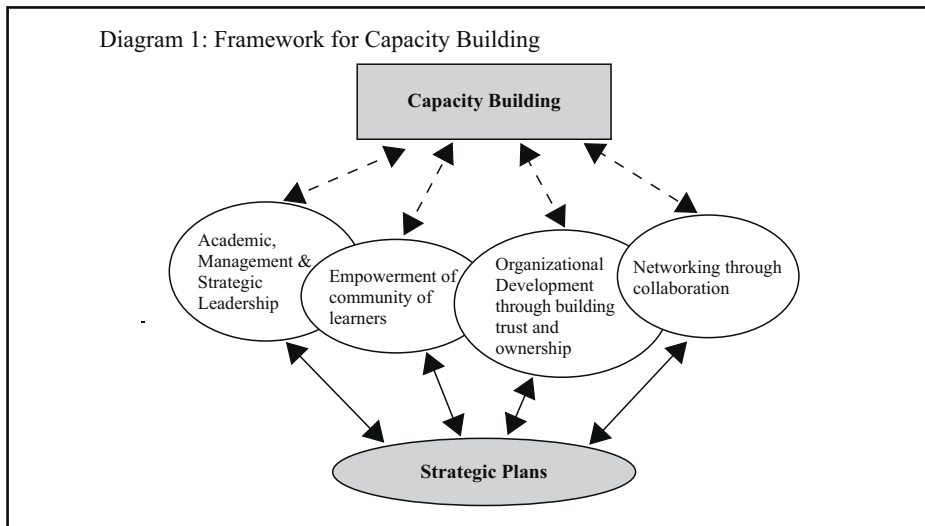 Diagram 1: Framework for Capacity Building
Capacity Building
Academic,
Management &
Strategic
Leadership
Empowerment of
community of
learners
Organizational
Development
through building
trust and
ownership
Networking through
collaboration
Strategic Plans